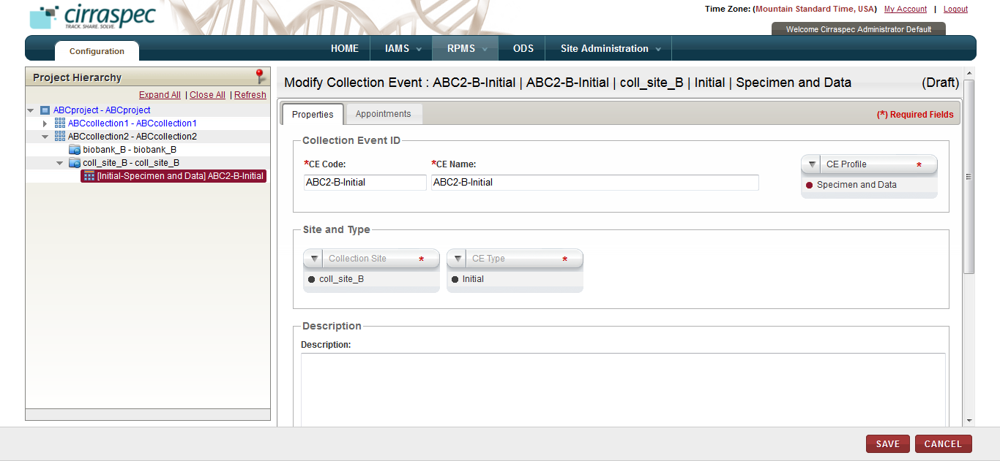 cirraspec
TRACK. SHARE. SOLVE.
Time Zone: (Mountain Standard Time, USA) My Account | Logout
Welcome Cirraspec Administrator Default
Configuration
HOME IAMS RPMS ODS Site Administration
Project Hierarchy
Expand All | Close All | Refresh
ABCproject - ABCproject
ABCcollection1 - ABCcollection1
ABCcollection2 - ABCcollection2
biobank_B - biobank_B
coll_site_B - coll_site_B
[Initial-Specimen and Data] ABC2-B-Initial
Modify Collection Event : ABC2-B-Initial | ABC2-B-Initial | coll_site_B | Initial | Specimen and Data (Draft)
Properties Appointments (*) Required Fields
Collection Event ID
*CE Code: *CE Name: CE Profile *
ABC2-B-Initial ABC2-B-Initial Specimen and Data
Site and Type
Collection Site * CE Type *
coll_site_B Initial
Description
Description:
SAVE CANCEL